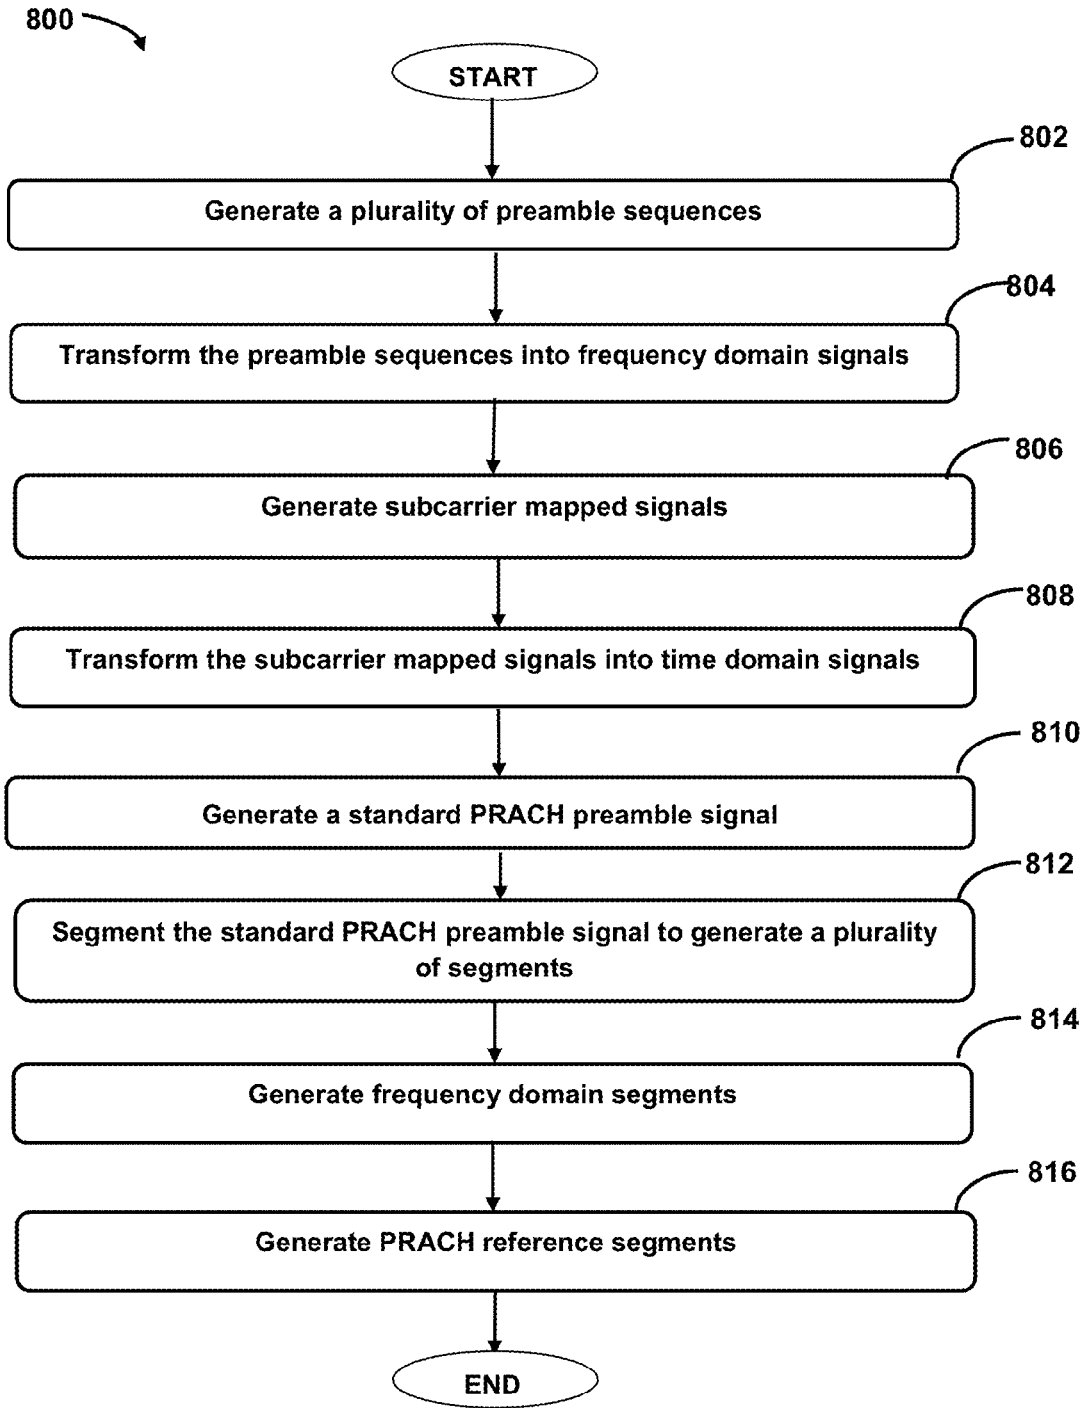 800
START
802
Generate a plurality of preamble sequences
804
Transform the preamble sequences into frequency domain signals
806
Generate subcarrier mapped signals
808
Transform the subcarrier mapped signals into time domain signals
810
Generate a standard PRACH preamble signal
812
Segment the standard PRACH preamble signal to generate a plurality
of segments
814
Generate frequency domain segments
816
Generate PRACH reference segments
END